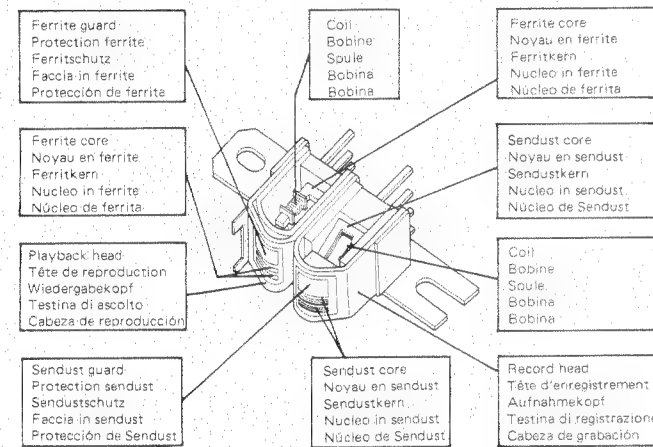 Ferrite guard
Protection ferrite
Ferritschutz
Faccia in ferrite
Protección de ferrita
Coil
Bobine
Spule
Bobina
Bobina
Ferrite core
Noyau en ferrite
Ferritkern
Nucleo in ferrite
Núcleo de ferrita
Ferrite core
Noyau en ferrite
Ferritkern
Nucleo in ferrite
Núcleo de ferrita
Sendust core
Noyau en sendust
Sendustkern
Nucleo in sendust
Núcleo de Sendust
Playback head
Tête de reproduction
Wiedergabekopf
Testina di ascolto
Cabeza de reproducción
Coil
Bobine
Soule
Bobina
Bobina
Sendust guard
Protection sendust
Sendustschutz
Faccia in sendust
Protección de Sendust
Sendust core
Noyau en sendust
Sendustkern
Nucleo in sendust
Núcleo de Sendust
Record head
Tête d'enregistrement
Aufnahmekopf
Testina di registrazione
Cabeza de grabación